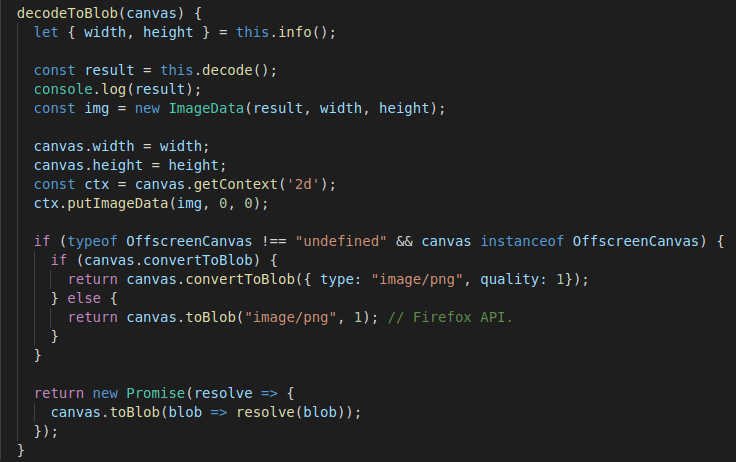 decodeToBlob(canvas) {
let { width, height } = this.info();
const result = this.decode();
console.log(result);
const img = new ImageData(result, width, height);
canvas.width = width;
canvas.height = height;
const ctx = canvas.getContext('2d');
ctx.putImageData(img, 0, 0);
if (typeof OffscreenCanvas !== "undefined" && canvas instanceof OffscreenCanvas) {
if (canvas.convertToBlob) {
return canvas.convertToBlob({ type: "image/png", quality: 1});
} else {
return canvas.toBlob("image/png", 1); // Firefox API.
}
}
return new Promise(resolve => {
canvas.toBlob(blob => resolve(blob));
});
}